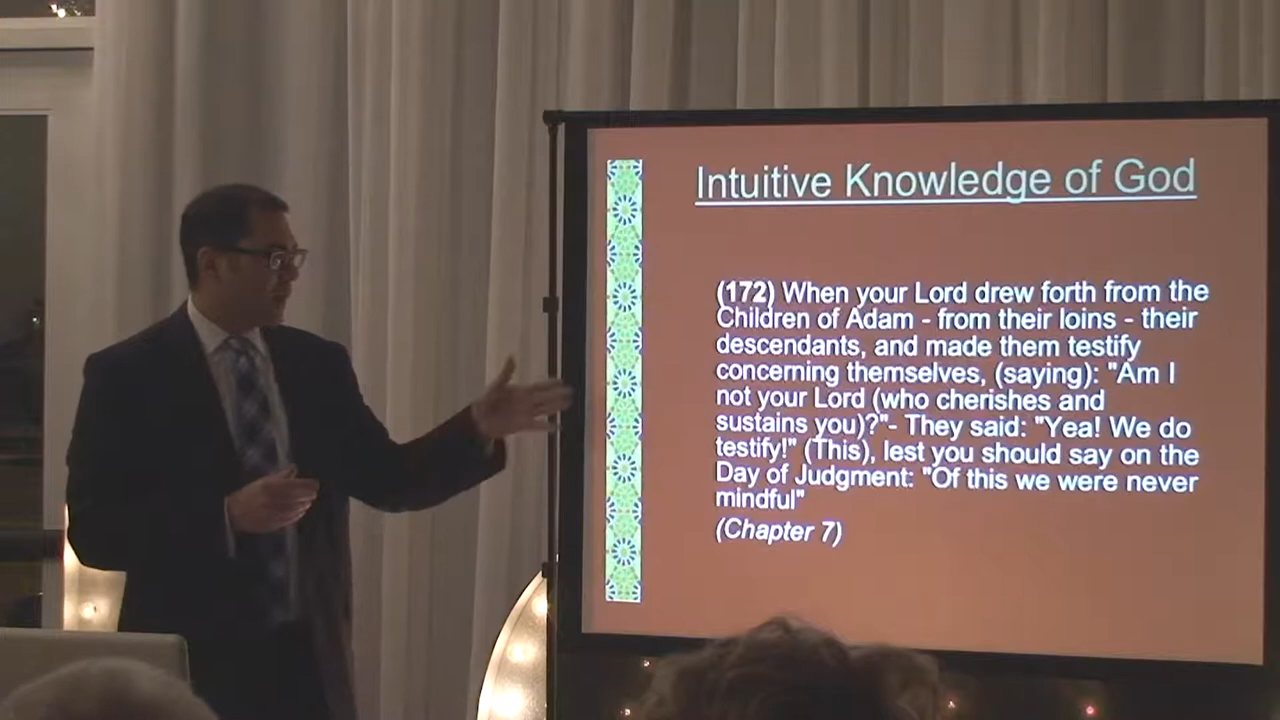 Intuitive Knowledge of God
(172) When your Lord drew forth from the
Children of Adam - from their loins - their
descendants, and made them testify
concerning themselves, (saying): "Am I
not your Lord (who cherishes and
sustains you)?"- They said: "Yea! We do
testify!" (This), lest you should say on the
Day of Judgment: "Of this we were never
mindful"
(Chapter 7)